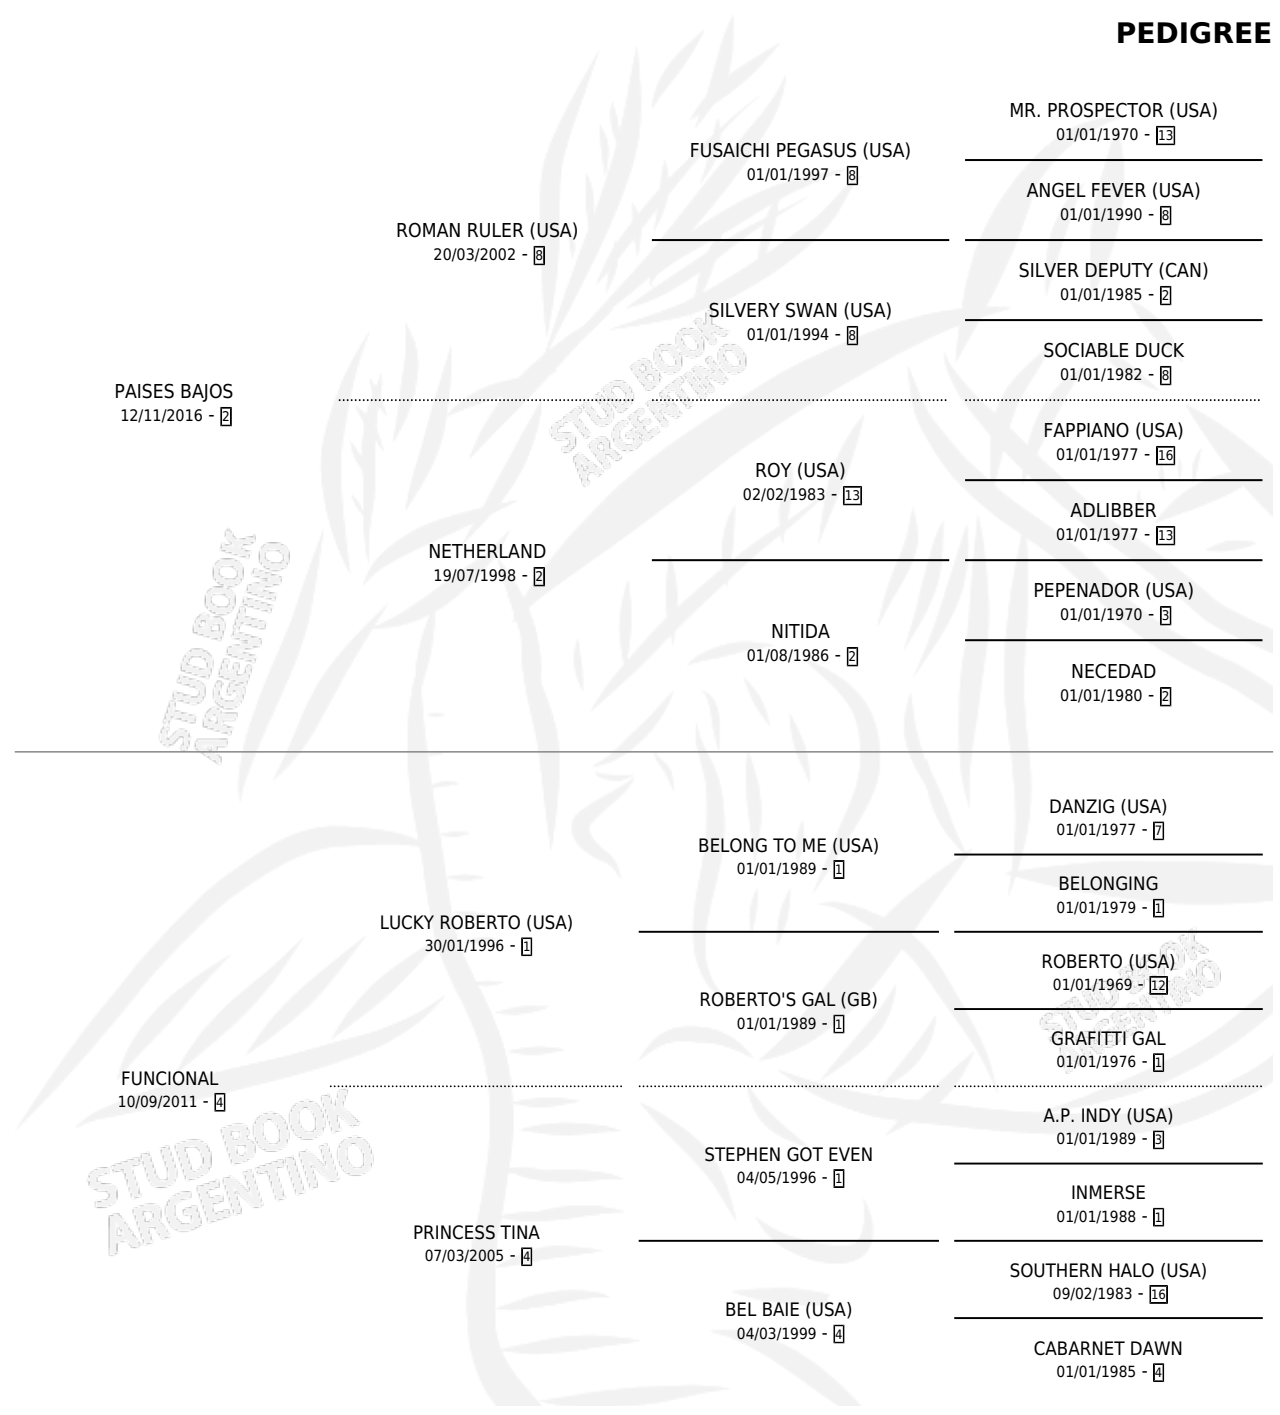 PEDIGREE
MR. PROSPECTOR (USA)
01/01/1970 - 13
FUSAICHI PEGASUS (USA)
01/01/1997 - 8
ANGEL FEVER (USA)
01/01/1990 - 8
ROMAN RULER (USA)
20/03/2002 - 8
SILVER DEPUTY (CAN)
01/01/1985 - 2
SILVERY SWAN (USA)
01/01/1994 - 8
SOCIABLE DUCK
01/01/1982 - 8
PAISES BAJOS
12/11/2016 - 2
FAPPIANO (USA)
01/01/1977 - 16
ROY (USA)
02/02/1983 - 13
ADLIBBER
01/01/1977 - 13
NETHERLAND
19/07/1998 - 2
PEPENADOR (USA)
01/01/1970 - 3
NITIDA
01/08/1986 - 2
NECEDAD
01/01/1980 - 2
STUD BOOK
ARGENTINO
STUD BOOK
ARGENTINO
DANZIG (USA)
01/01/1977 - 7
BELONG TO ME (USA)
01/01/1989 - 1
BELONGING
01/01/1979 - 1
LUCKY ROBERTO (USA)
30/01/1996 - 1
ROBERTO (USA)
01/01/1969 - 12
ROBERTO'S GAL (GB)
01/01/1989 - 1
GRAFITTI GAL
01/01/1976 - 1
FUNCIONAL
10/09/2011 - 4
A.P. INDY (USA)
01/01/1989 - 3
STEPHEN GOT EVEN
04/05/1996 - 1
INMERSE
01/01/1988 - 1
PRINCESS TINA
07/03/2005 - 4
SOUTHERN HALO (USA)
09/02/1983 - 16
BEL BAIE (USA)
04/03/1999 - 4
CABARNET DAWN
01/01/1985 - 4
STUD BOOK
ARGENTINO
STUD BOOK
ARGENTINO